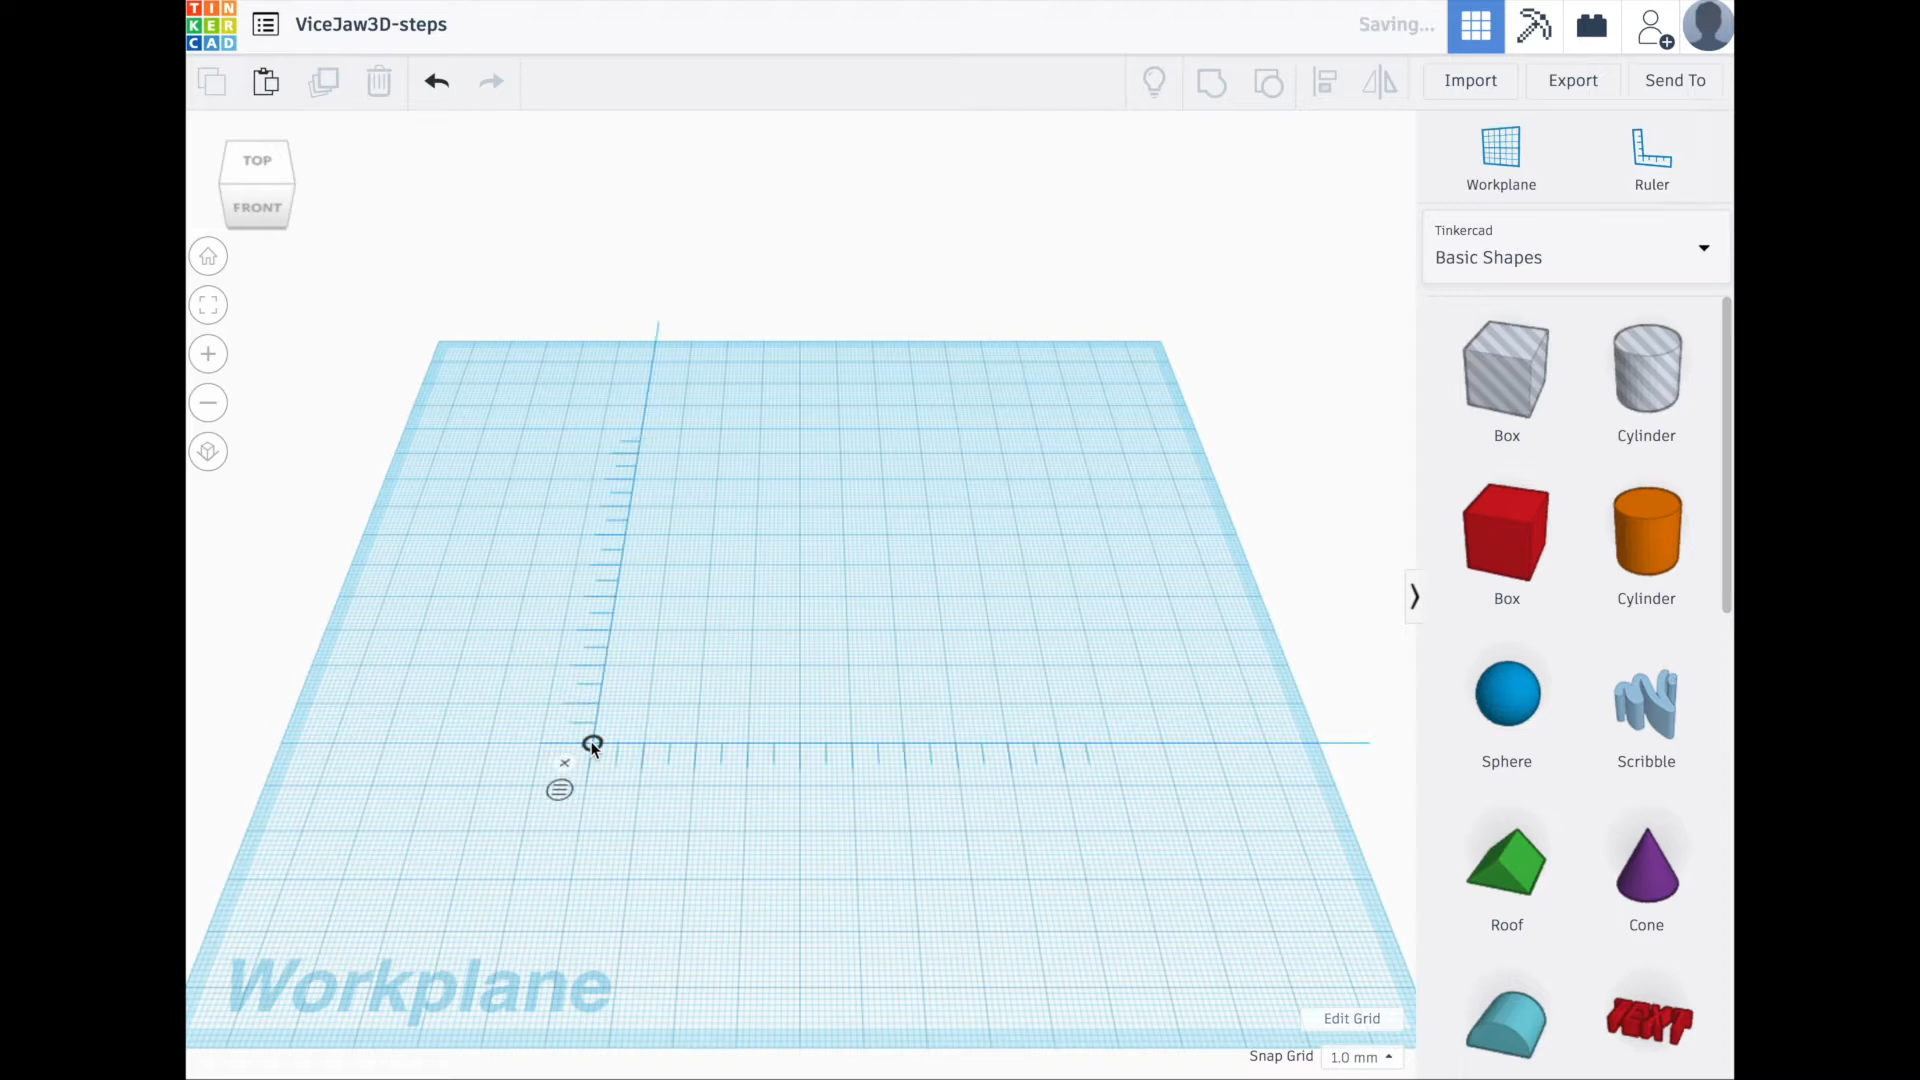 TIN
KER
CAD
ViceJaw3D-steps
Saving...
Import
Export
Send To
TOP
FRONT
Workplane
Ruler
Tinkercad
Basic Shapes
Box
Cylinder
Box
Cylinder
Sphere
Scribble
Roof
Cone
TEXT
Workplane
Edit Grid
Snap Grid
1.0 mm